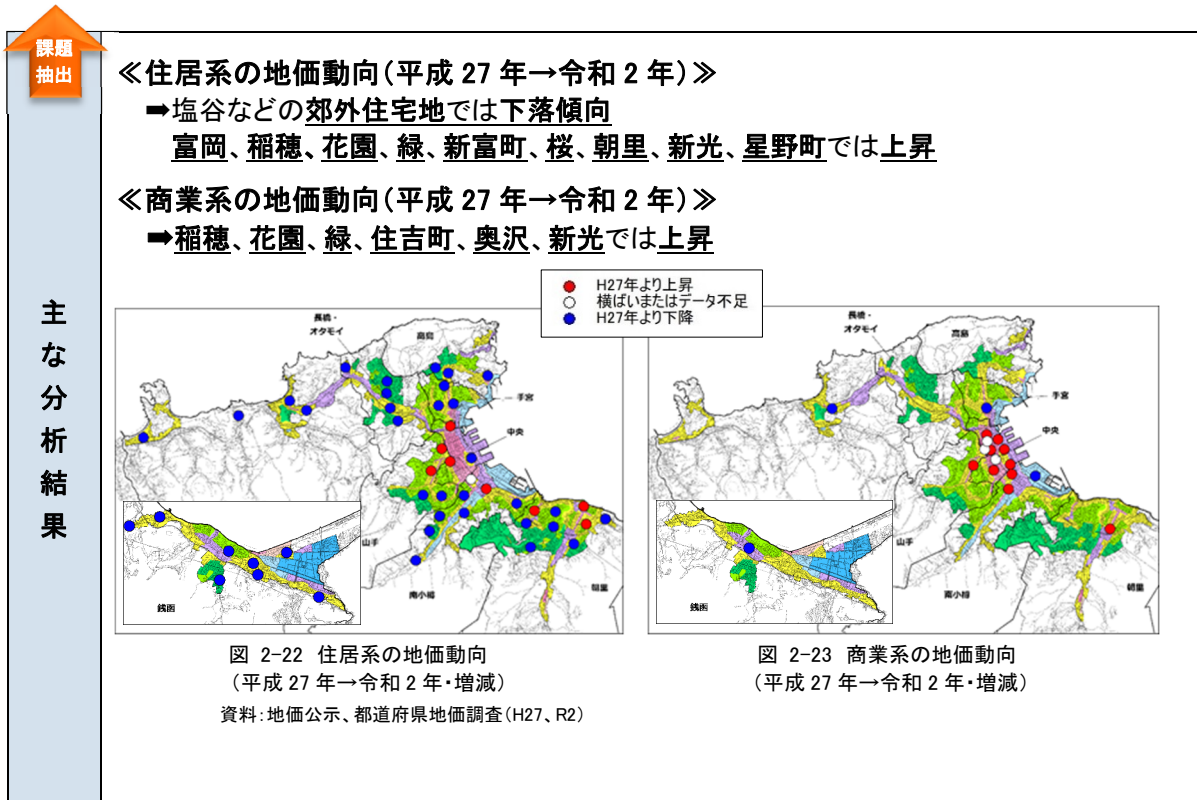 課題
抽出
主な分析結果
≪住居系の地価動向(平成 27 年→令和 2 年)≫
➡塩谷などの郊外住宅地では下落傾向
富岡、稲穂、花園、緑、新富町、桜、朝里、新光、星野町では上昇
≪商業系の地価動向(平成 27 年→令和 2 年)≫
➡稲穂、花園、緑、住吉町、奥沢、新光では上昇
H27年より上昇
横ばいまたはデータ不足
H27年より下降
長橋・
オタモイ
高島
手宮
中央
山手
南小樽
朝里
銭函
長橋・
オタモイ
高島
手宮
中央
山手
南小樽
朝里
銭函
図 2-22 住居系の地価動向
(平成 27 年→令和 2 年・増減)
資料:地価公示、都道府県地価調査(H27、R2)
図 2-23 商業系の地価動向
(平成 27 年→令和 2 年・増減)